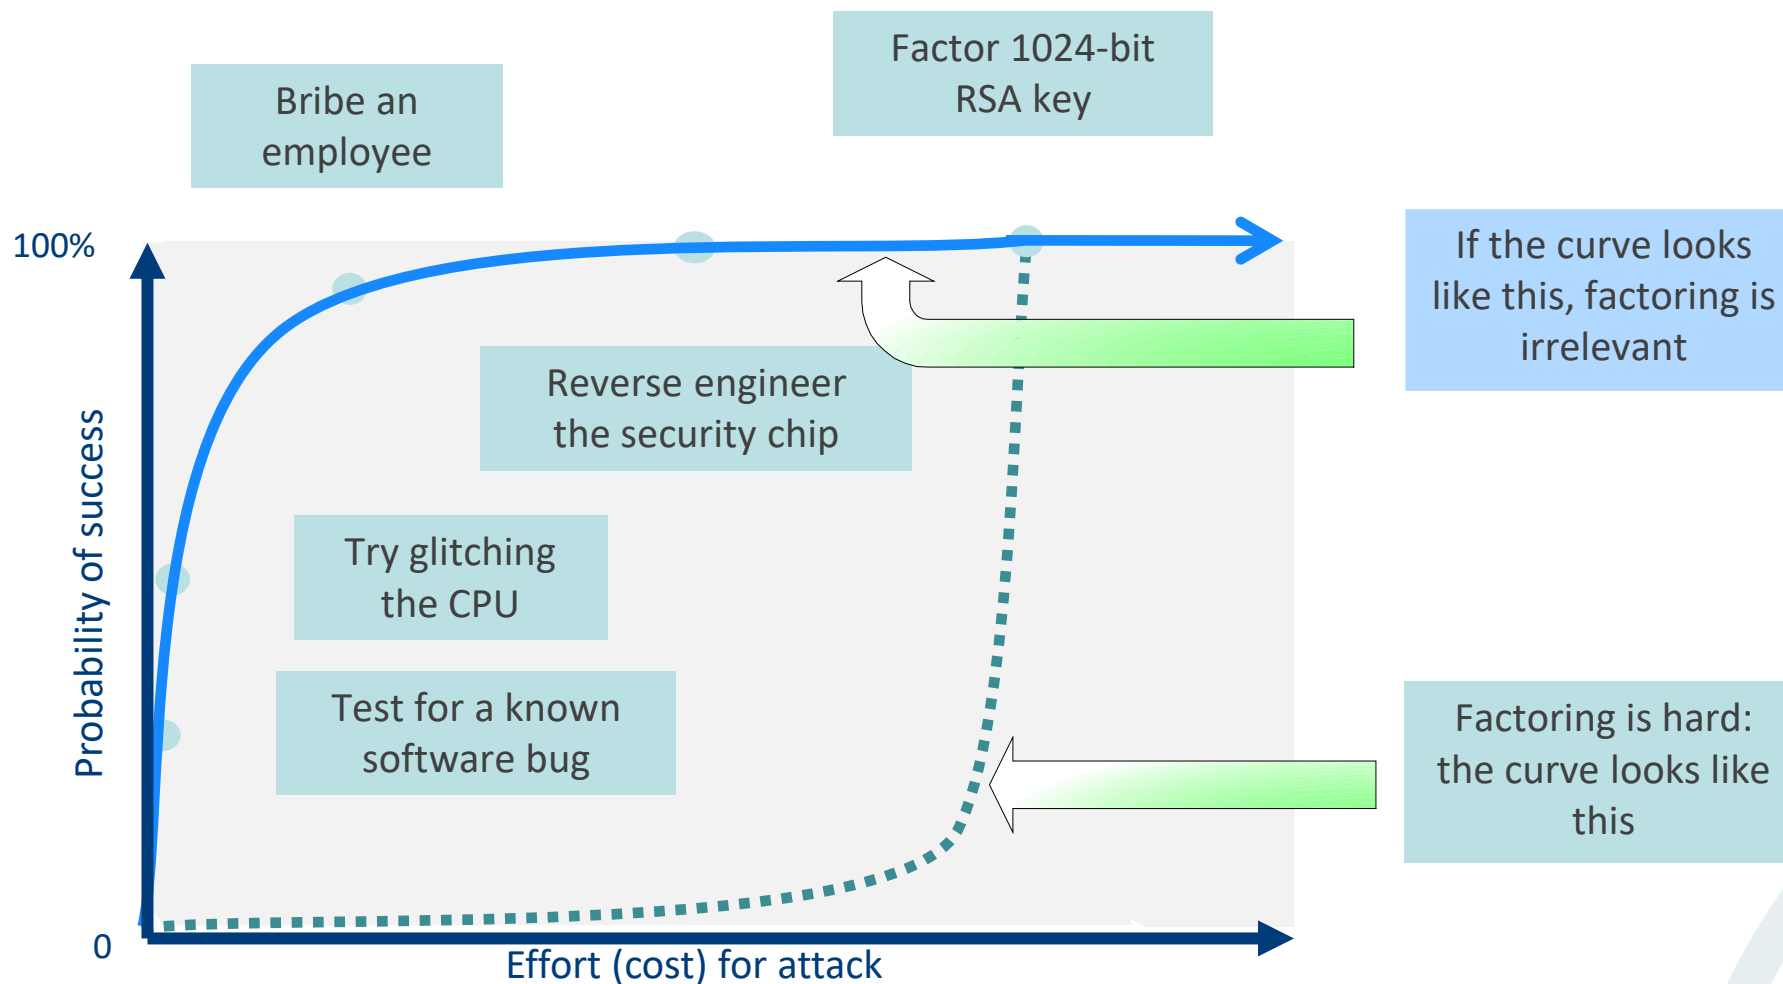 Factor 1024-bit
RSA key
Bribe an
employee
100%
If the curve looks
like this, factoring is
irrelevant
Reverse engineer
the security chip
Probability of success
Try glitching
the CPU
Test for a known
software bug
Factoring is hard:
the curve looks like
this
0
Effort (cost) for attack